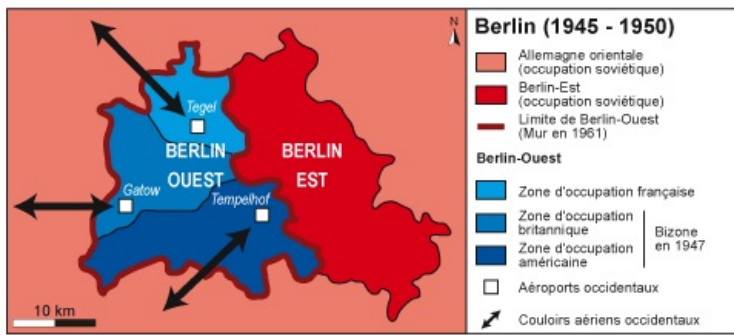 N
Tegel
BERLIN
OUEST
BERLIN
EST
Gatow
Tempelhof
10 km
Berlin (1945 - 1950)
Allemagne orientale
(occupation soviétique)
Berlin-Est
(occupation soviétique)
Limite de Berlin-Ouest
(Mur en 1961)
Berlin-Ouest
Zone d'occupation française
Zone d'occupation
britannique
Zone d'occupation
américaine
Bizone
en 1947
Aéroports occidentaux
Couloirs aériens occidentaux